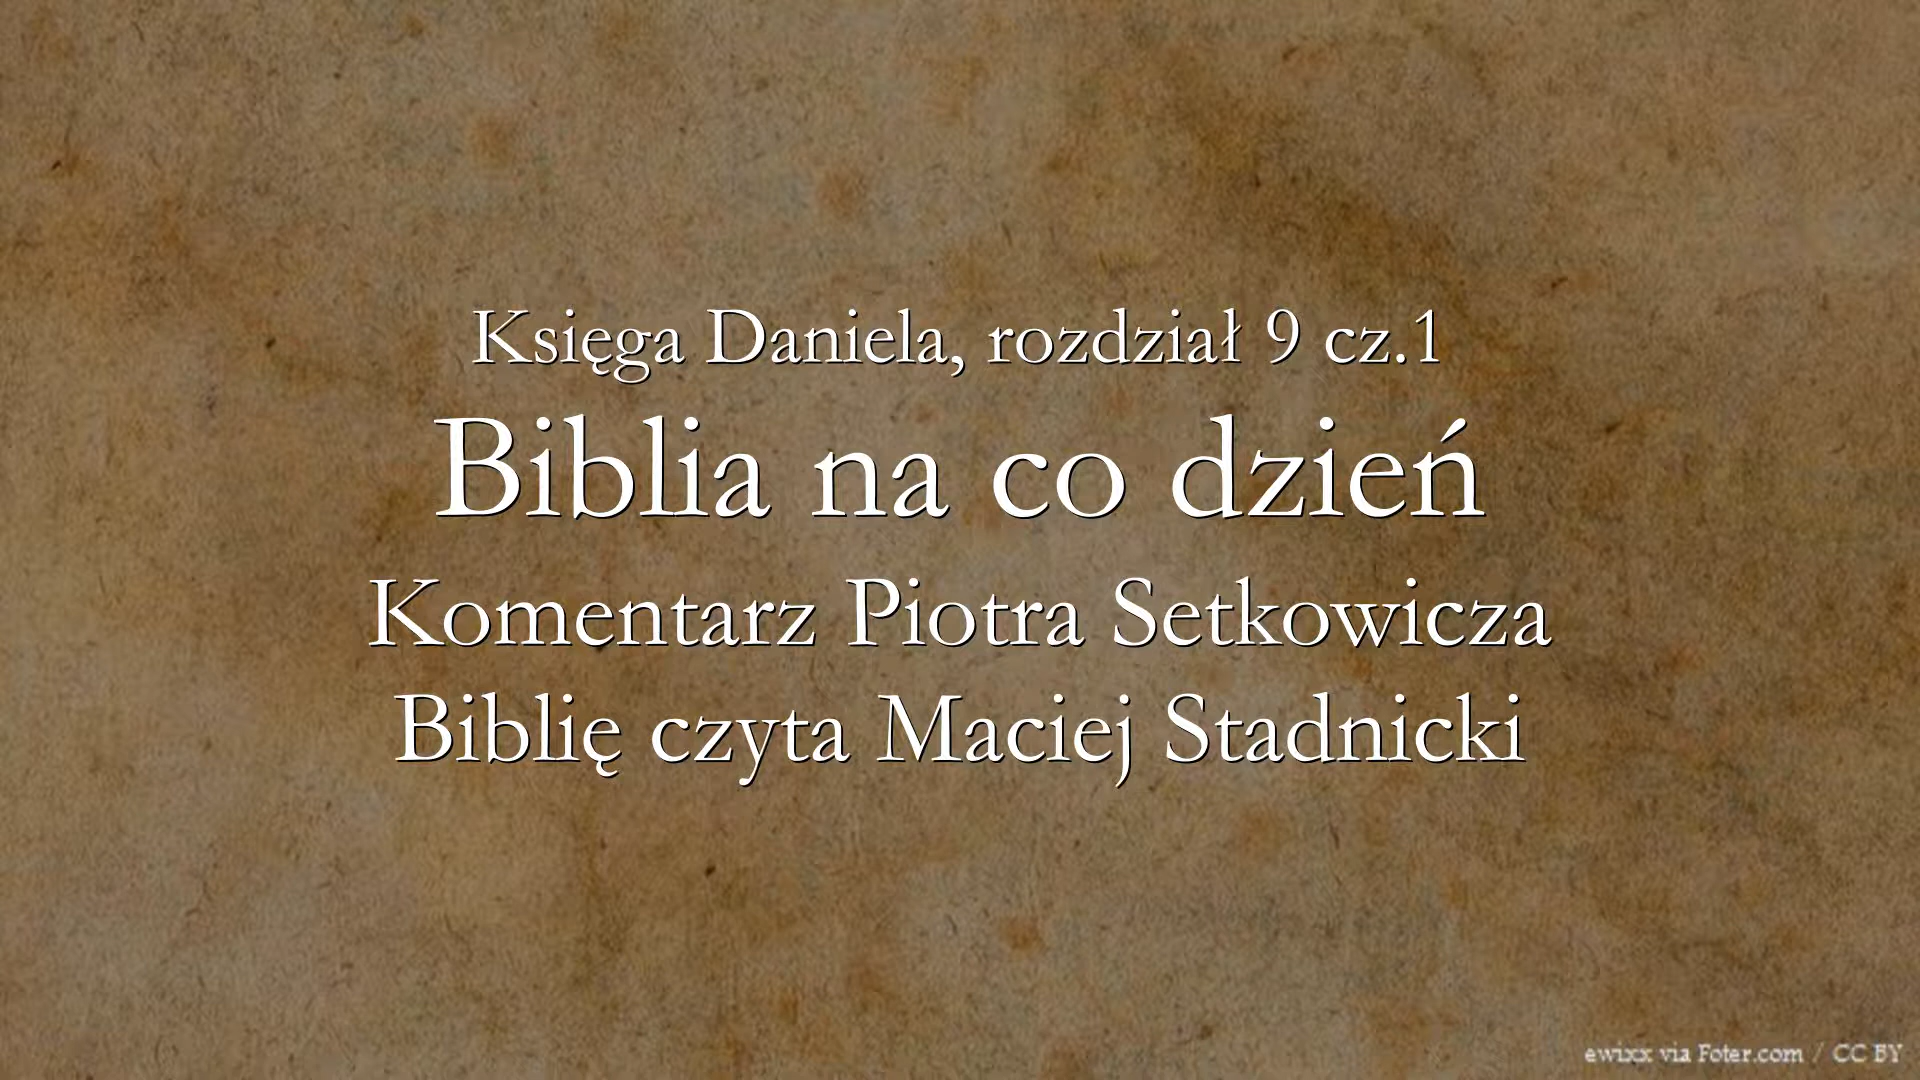 Księga Daniela, rozdział 9 cz.1
Biblia na co dzień
Komentarz Piotra Setkowicza
Biblię czyta Maciej Stadnicki
ewixx via Foter.com / CC BY